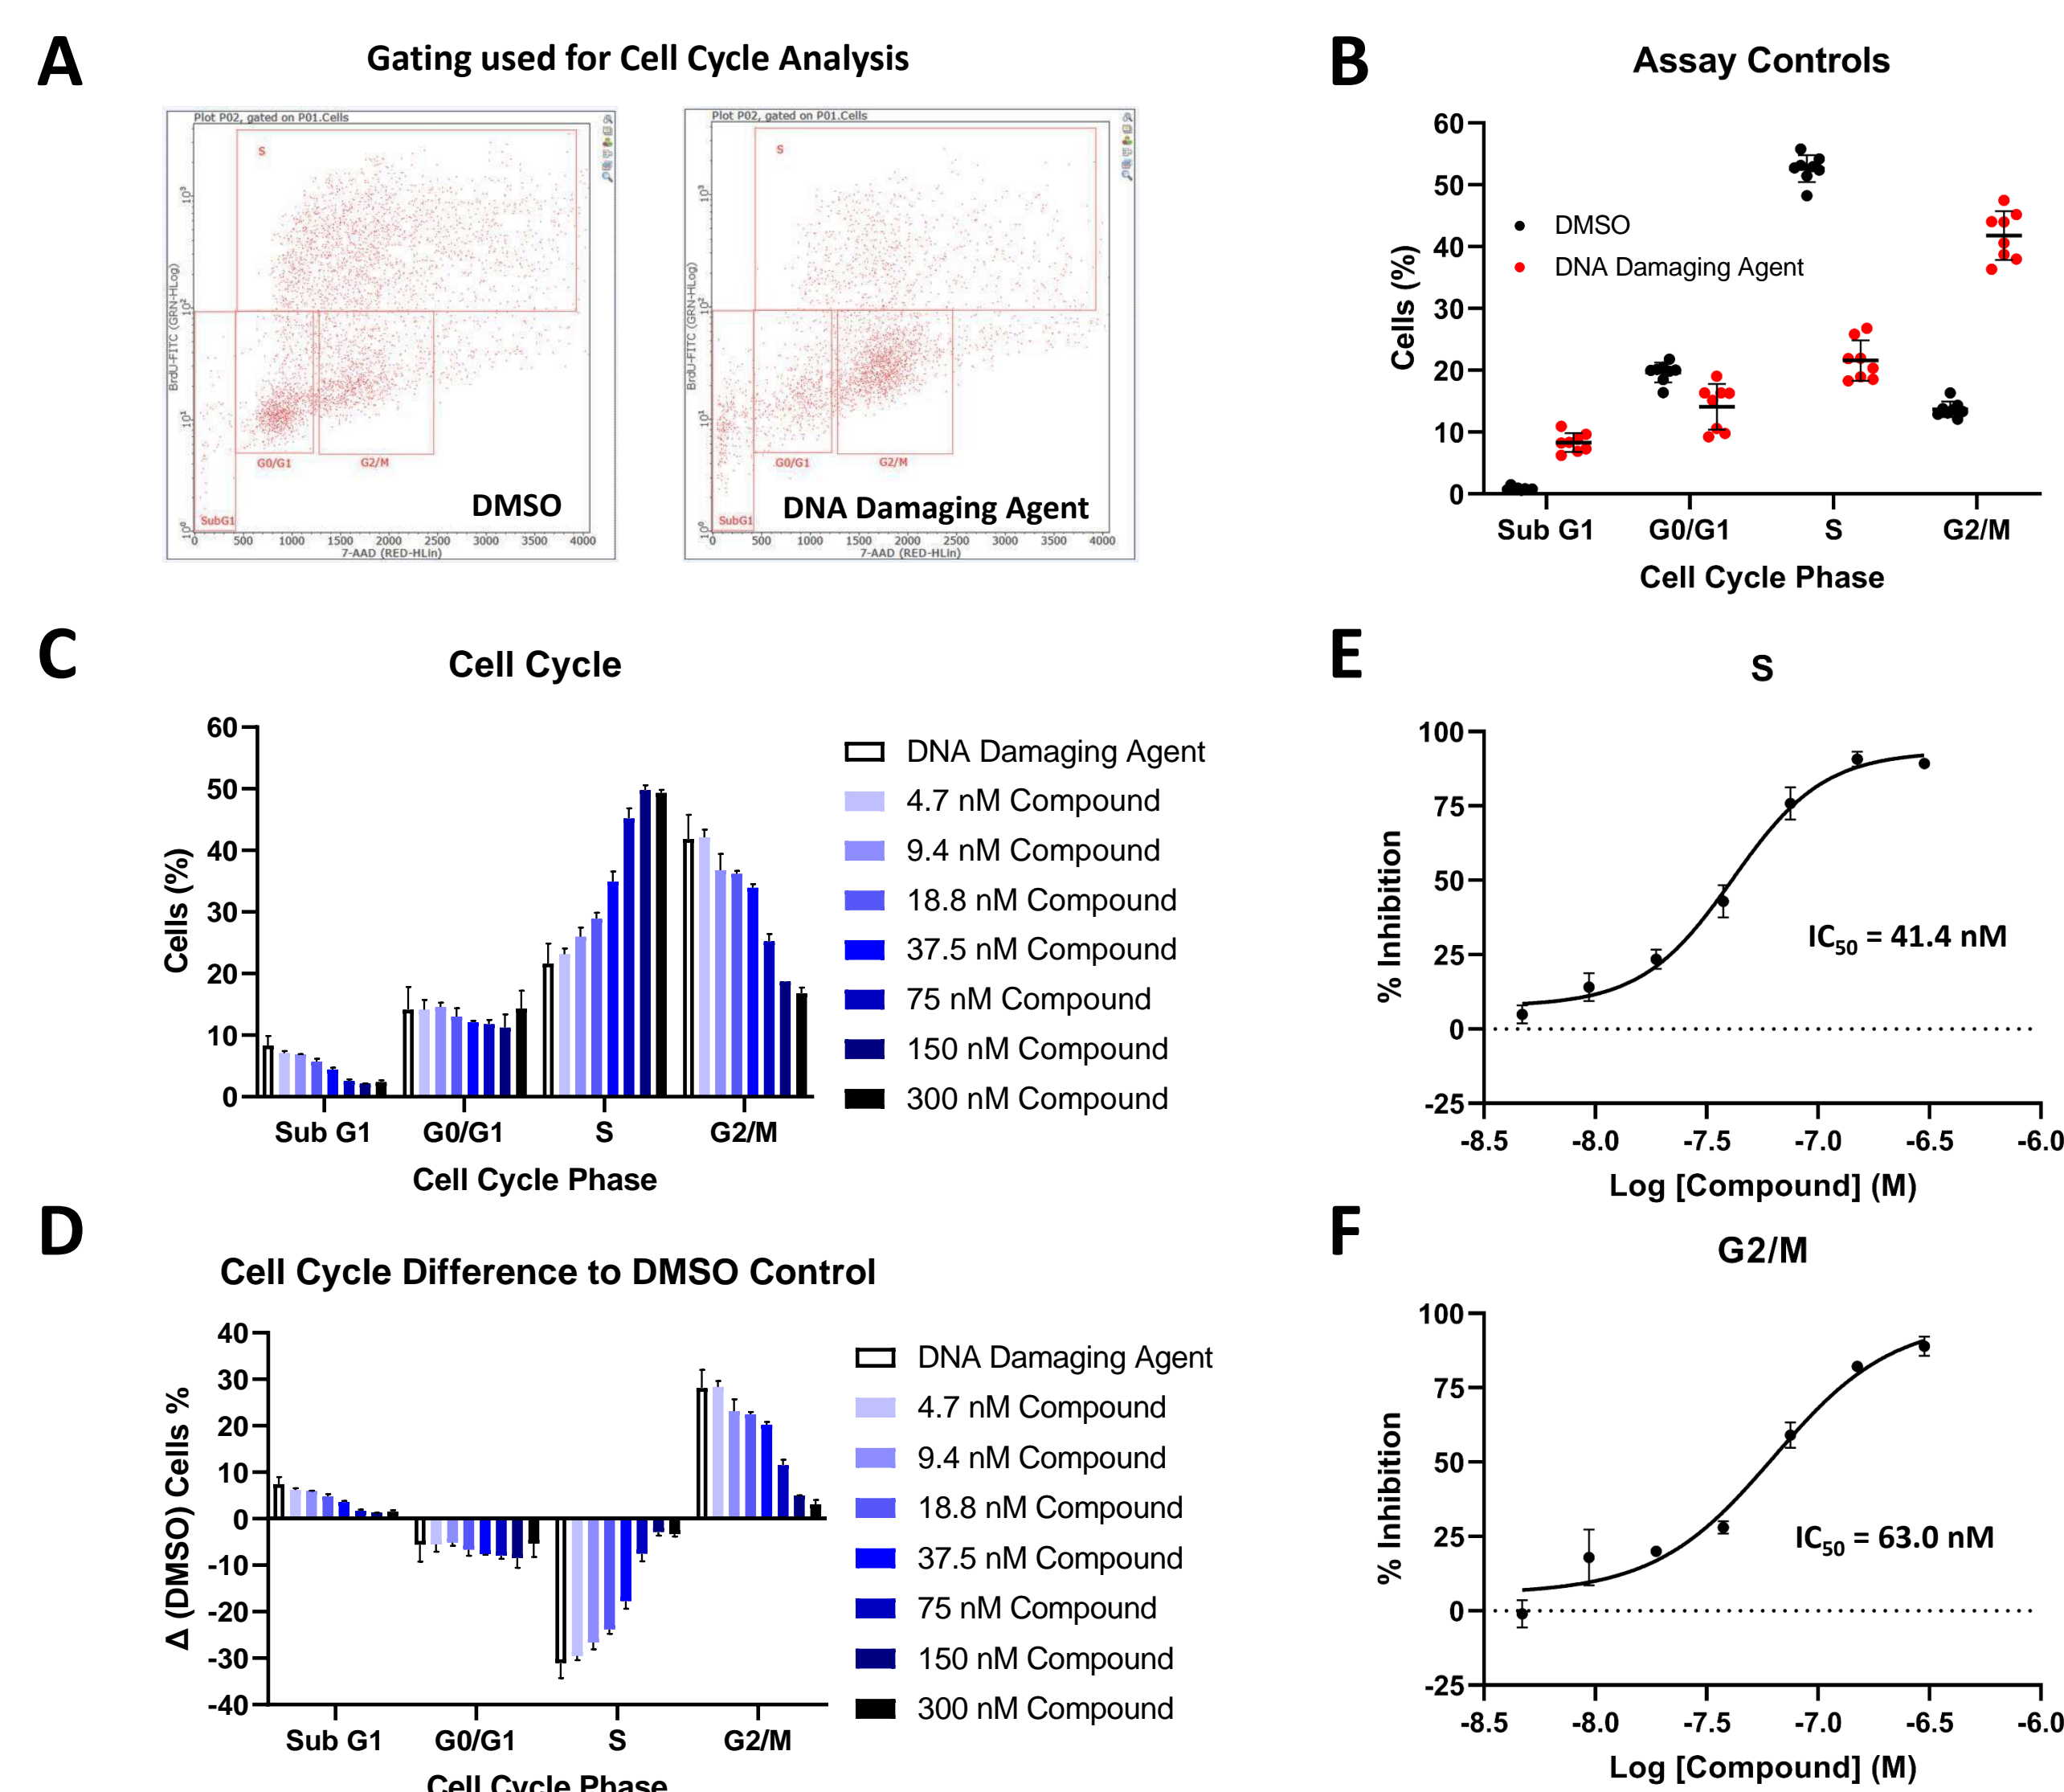 A
Gating used for Cell Cycle Analysis
Plot P02, gated on P01.Cells
S
BrdU-FITC (GRN-HLog)
10³
10²
10¹
10⁰
G0/G1
G2/M
SubG1
DMSO
0 500 1000 1500 2000 2500 3000 3500 4000
7-AAD (RED-HLin)
Plot P02, gated on P01.Cells
S
BrdU-FITC (GRN-HLog)
10³
10²
10¹
10⁰
G0/G1
G2/M
SubG1
DNA Damaging Agent
0 500 1000 1500 2000 2500 3000 3500 4000
7-AAD (RED-HLin)
B
Assay Controls
Cells (%)
60
50
40
30
20
10
0
DMSO
DNA Damaging Agent
Sub G1 G0/G1 S G2/M
Cell Cycle Phase
C
Cell Cycle
Cells (%)
60
50
40
30
20
10
0
Sub G1 G0/G1 S G2/M
Cell Cycle Phase
DNA Damaging Agent
4.7 nM Compound
9.4 nM Compound
18.8 nM Compound
37.5 nM Compound
75 nM Compound
150 nM Compound
300 nM Compound
E
S
% Inhibition
100
75
50
25
0
-25
IC₅₀ = 41.4 nM
-8.5 -8.0 -7.5 -7.0 -6.5 -6.0
Log [Compound] (M)
D
Cell Cycle Difference to DMSO Control
Δ (DMSO) Cells %
40
30
20
10
0
-10
-20
-30
-40
Sub G1 G0/G1 S G2/M
Cell Cycle Phase
DNA Damaging Agent
4.7 nM Compound
9.4 nM Compound
18.8 nM Compound
37.5 nM Compound
75 nM Compound
150 nM Compound
300 nM Compound
F
G2/M
% Inhibition
100
75
50
25
0
-25
IC₅₀ = 63.0 nM
-8.5 -8.0 -7.5 -7.0 -6.5 -6.0
Log [Compound] (M)